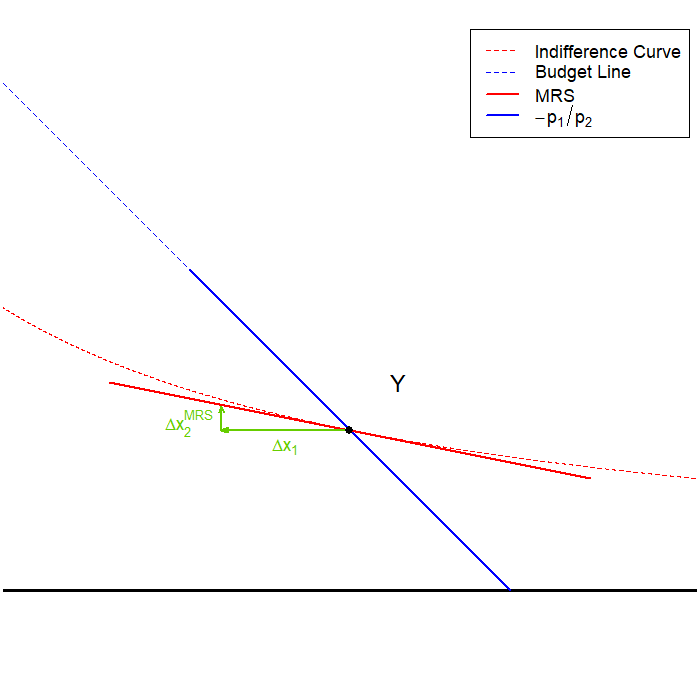 Indifference Curve
Budget Line
MRS
−p₁/p₂
Y
Δx₂ᴹᴿˢ
Δx₁